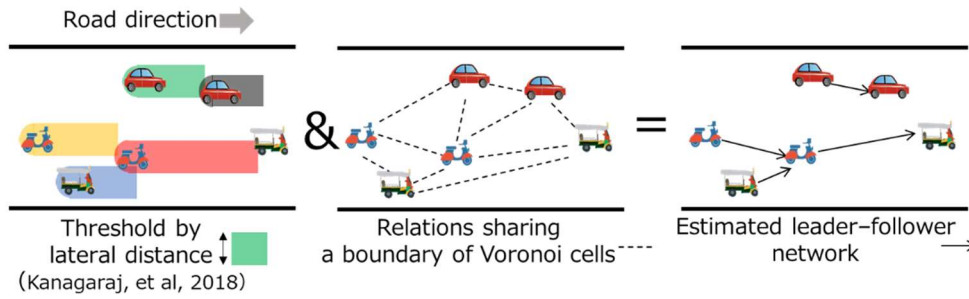 Road direction
&
=
Threshold by
lateral distance
(Kanagaraj, et al, 2018)
Relations sharing
a boundary of Voronoi cells
Estimated leader–follower
network